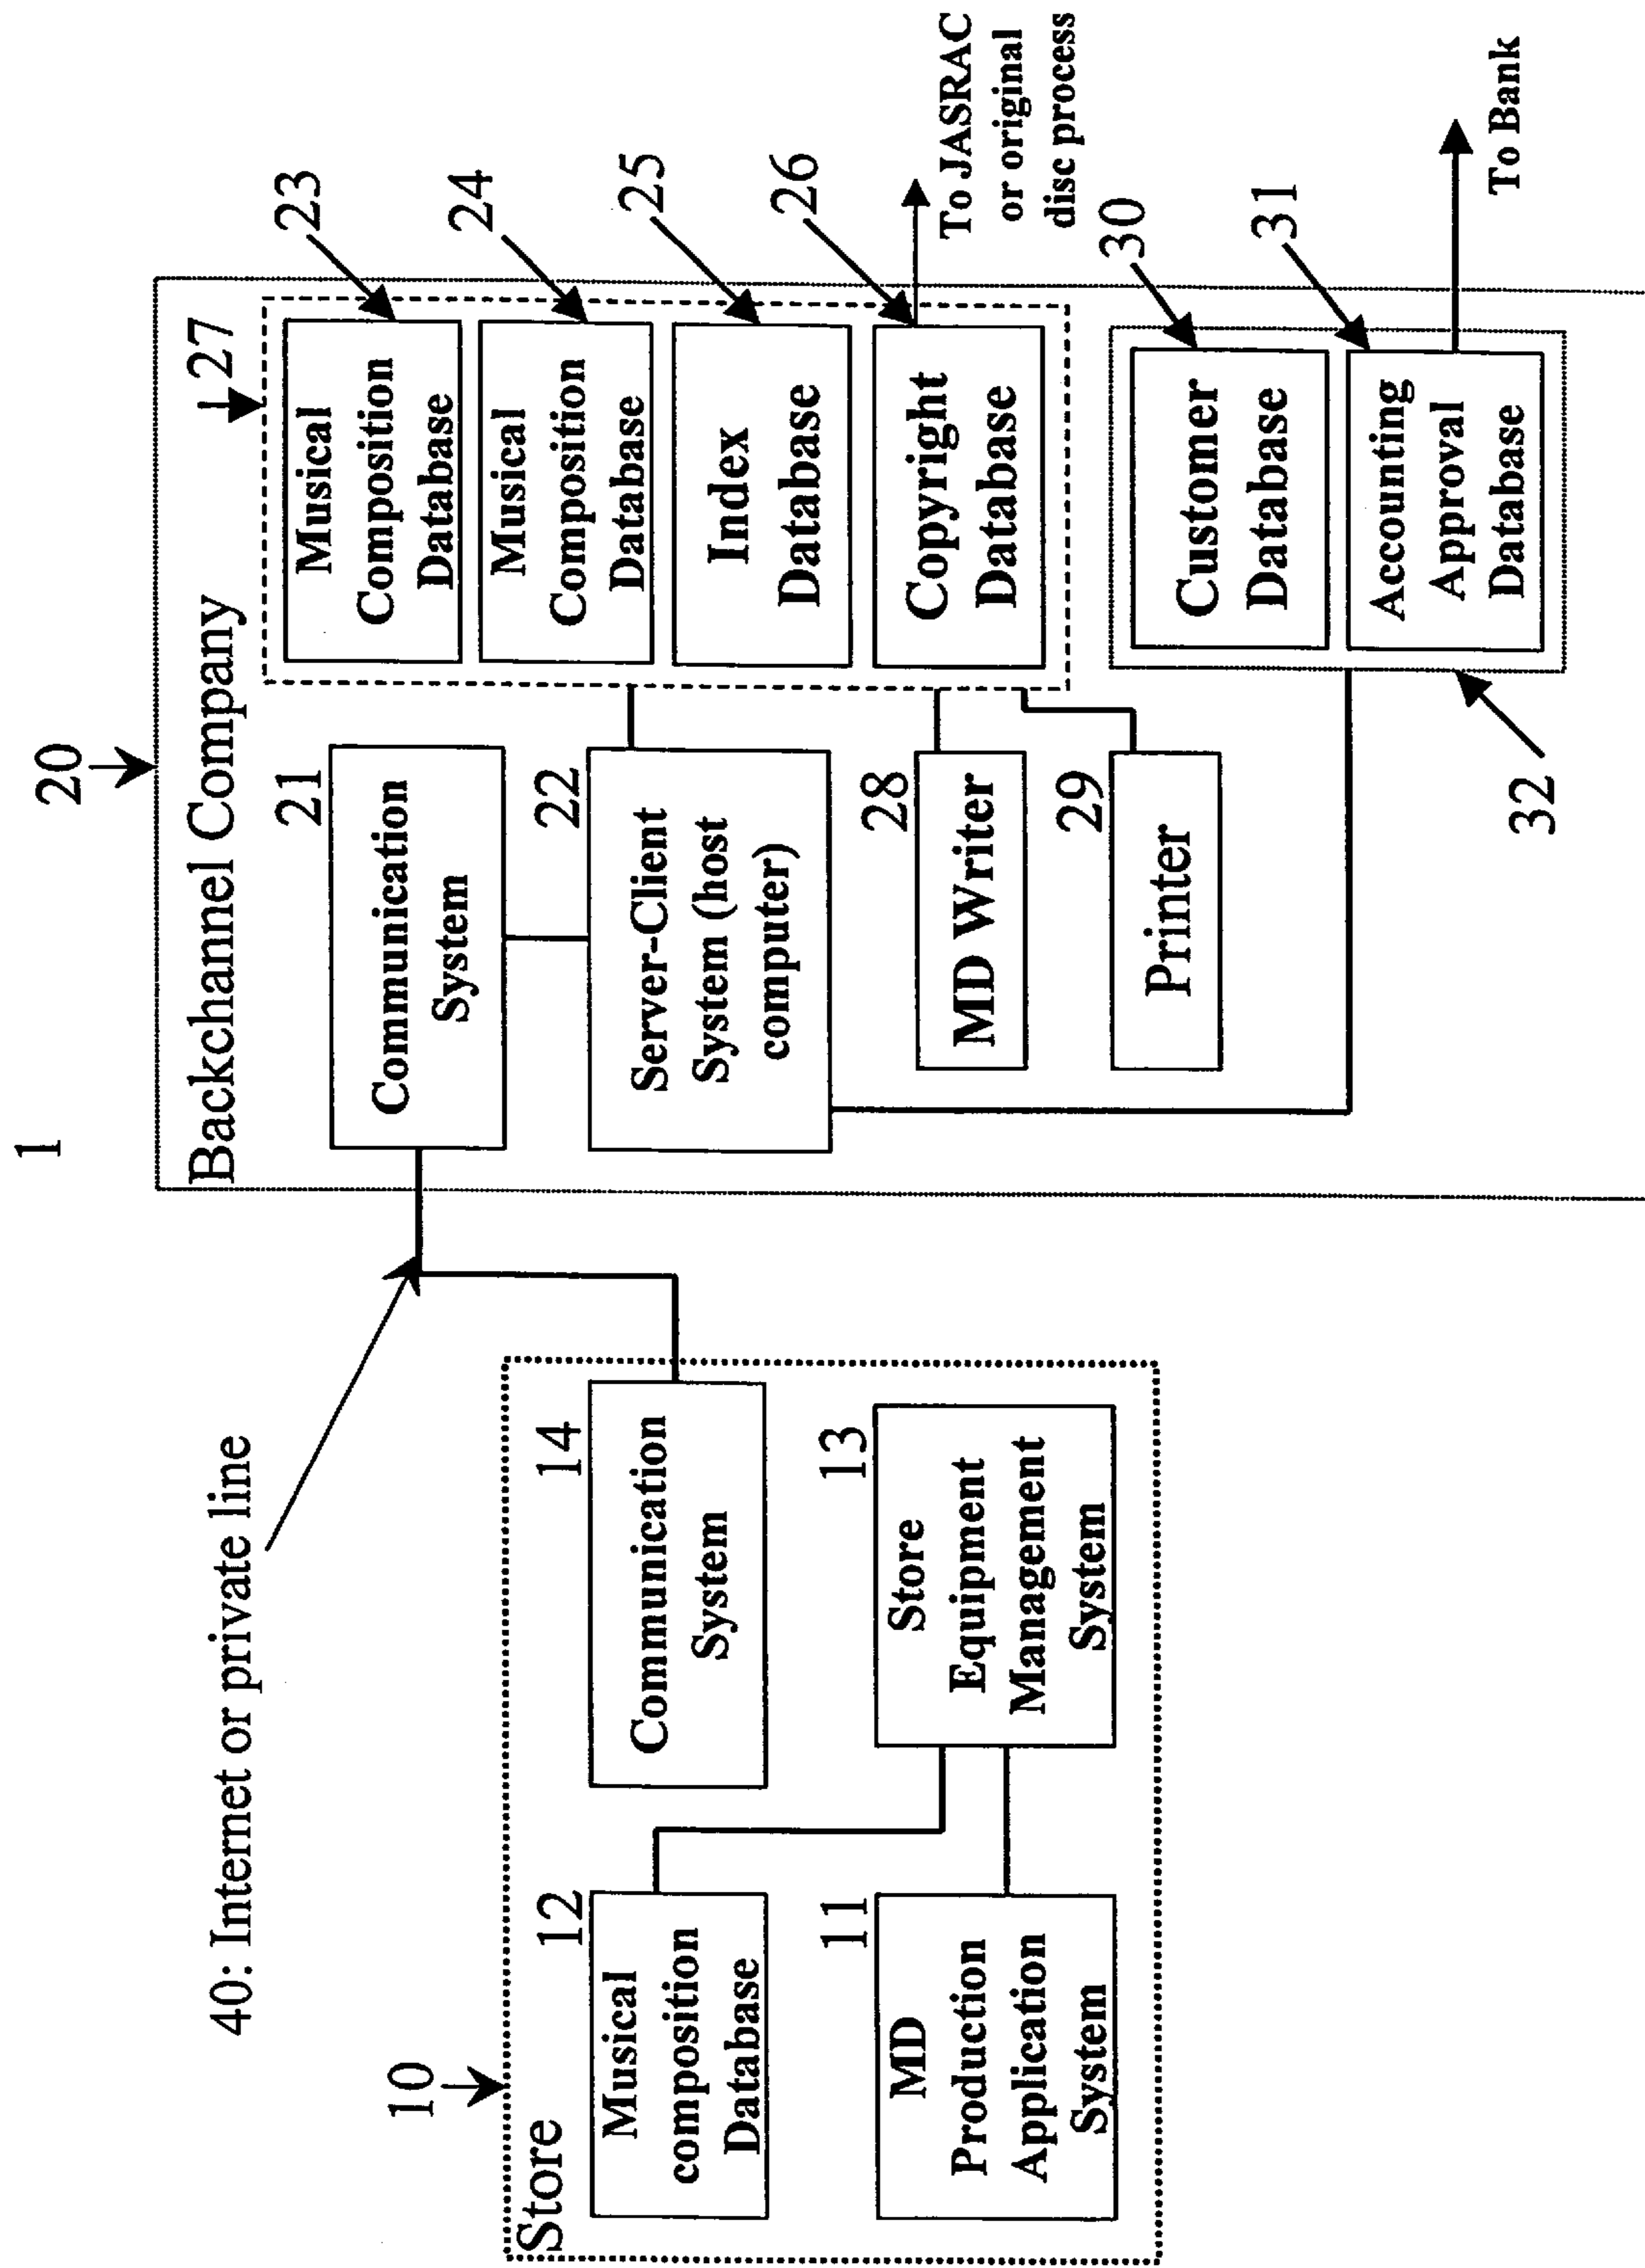 1
40: Internet or private line
10
Store
12
Musical
composition
Database
11
MD
Production
Application
System
14
Communication
System
13
Store
Equipment
Management
System
20
Backchannel Company
27
21
Communication
System
22
Server-Client
System (host
computer)
28
MD Writer
29
Printer
Musical
Composition
Database
23
Musical
Composition
Database
24
Index
Database
25
Copyright
Database
26
To JASRAC
or original
disc process
Customer
Database
30
Accounting
Approval
Database
31
To Bank
32